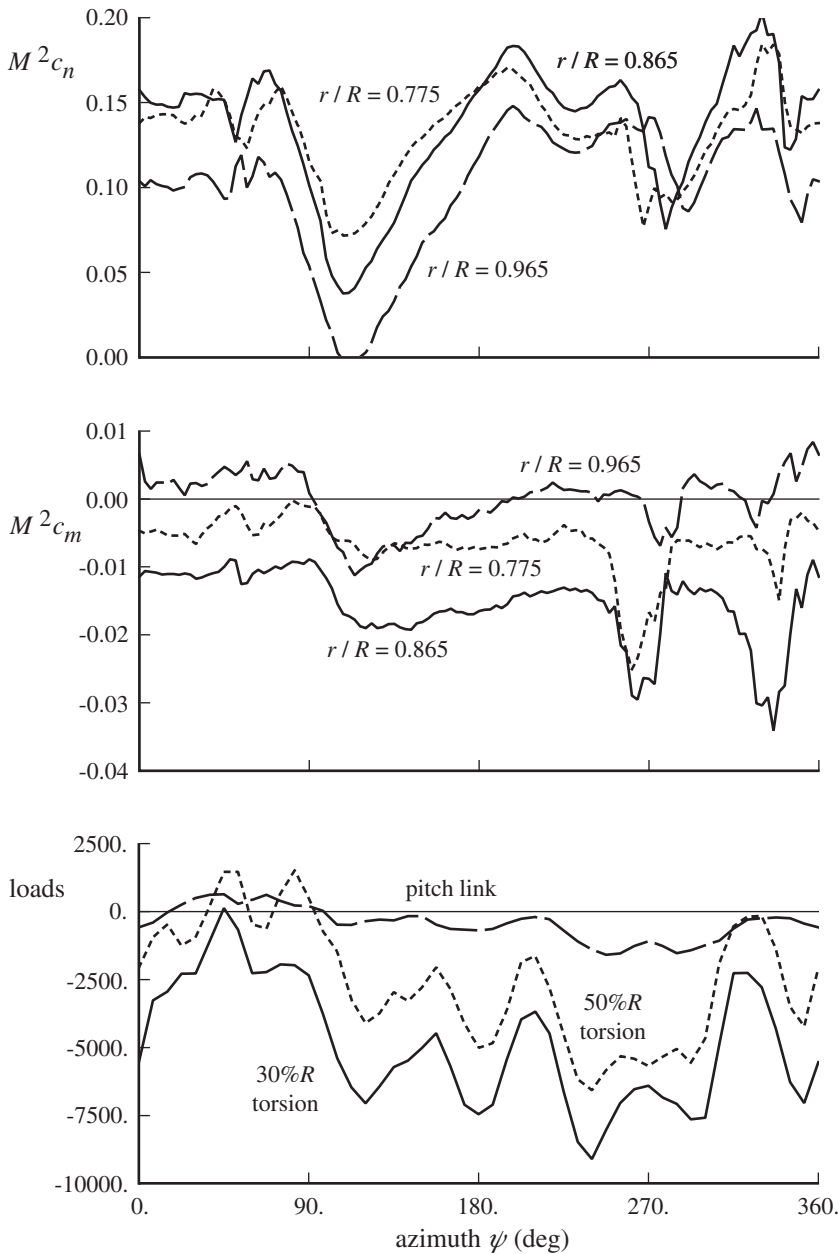 0.20
M²cₙ
r / R = 0.865
r / R = 0.775
0.15
0.10
0.05
r / R = 0.965
0.00
0.01
r / R = 0.965
0.00
M²cₘ
-0.01
r / R = 0.775
-0.02
r / R = 0.865
-0.03
-0.04
2500.
loads
pitch link
0.
-2500.
50%R
torsion
-5000.
30%R
torsion
-7500.
-10000.
0. 90. 180. 270. 360.
azimuth ψ (deg)